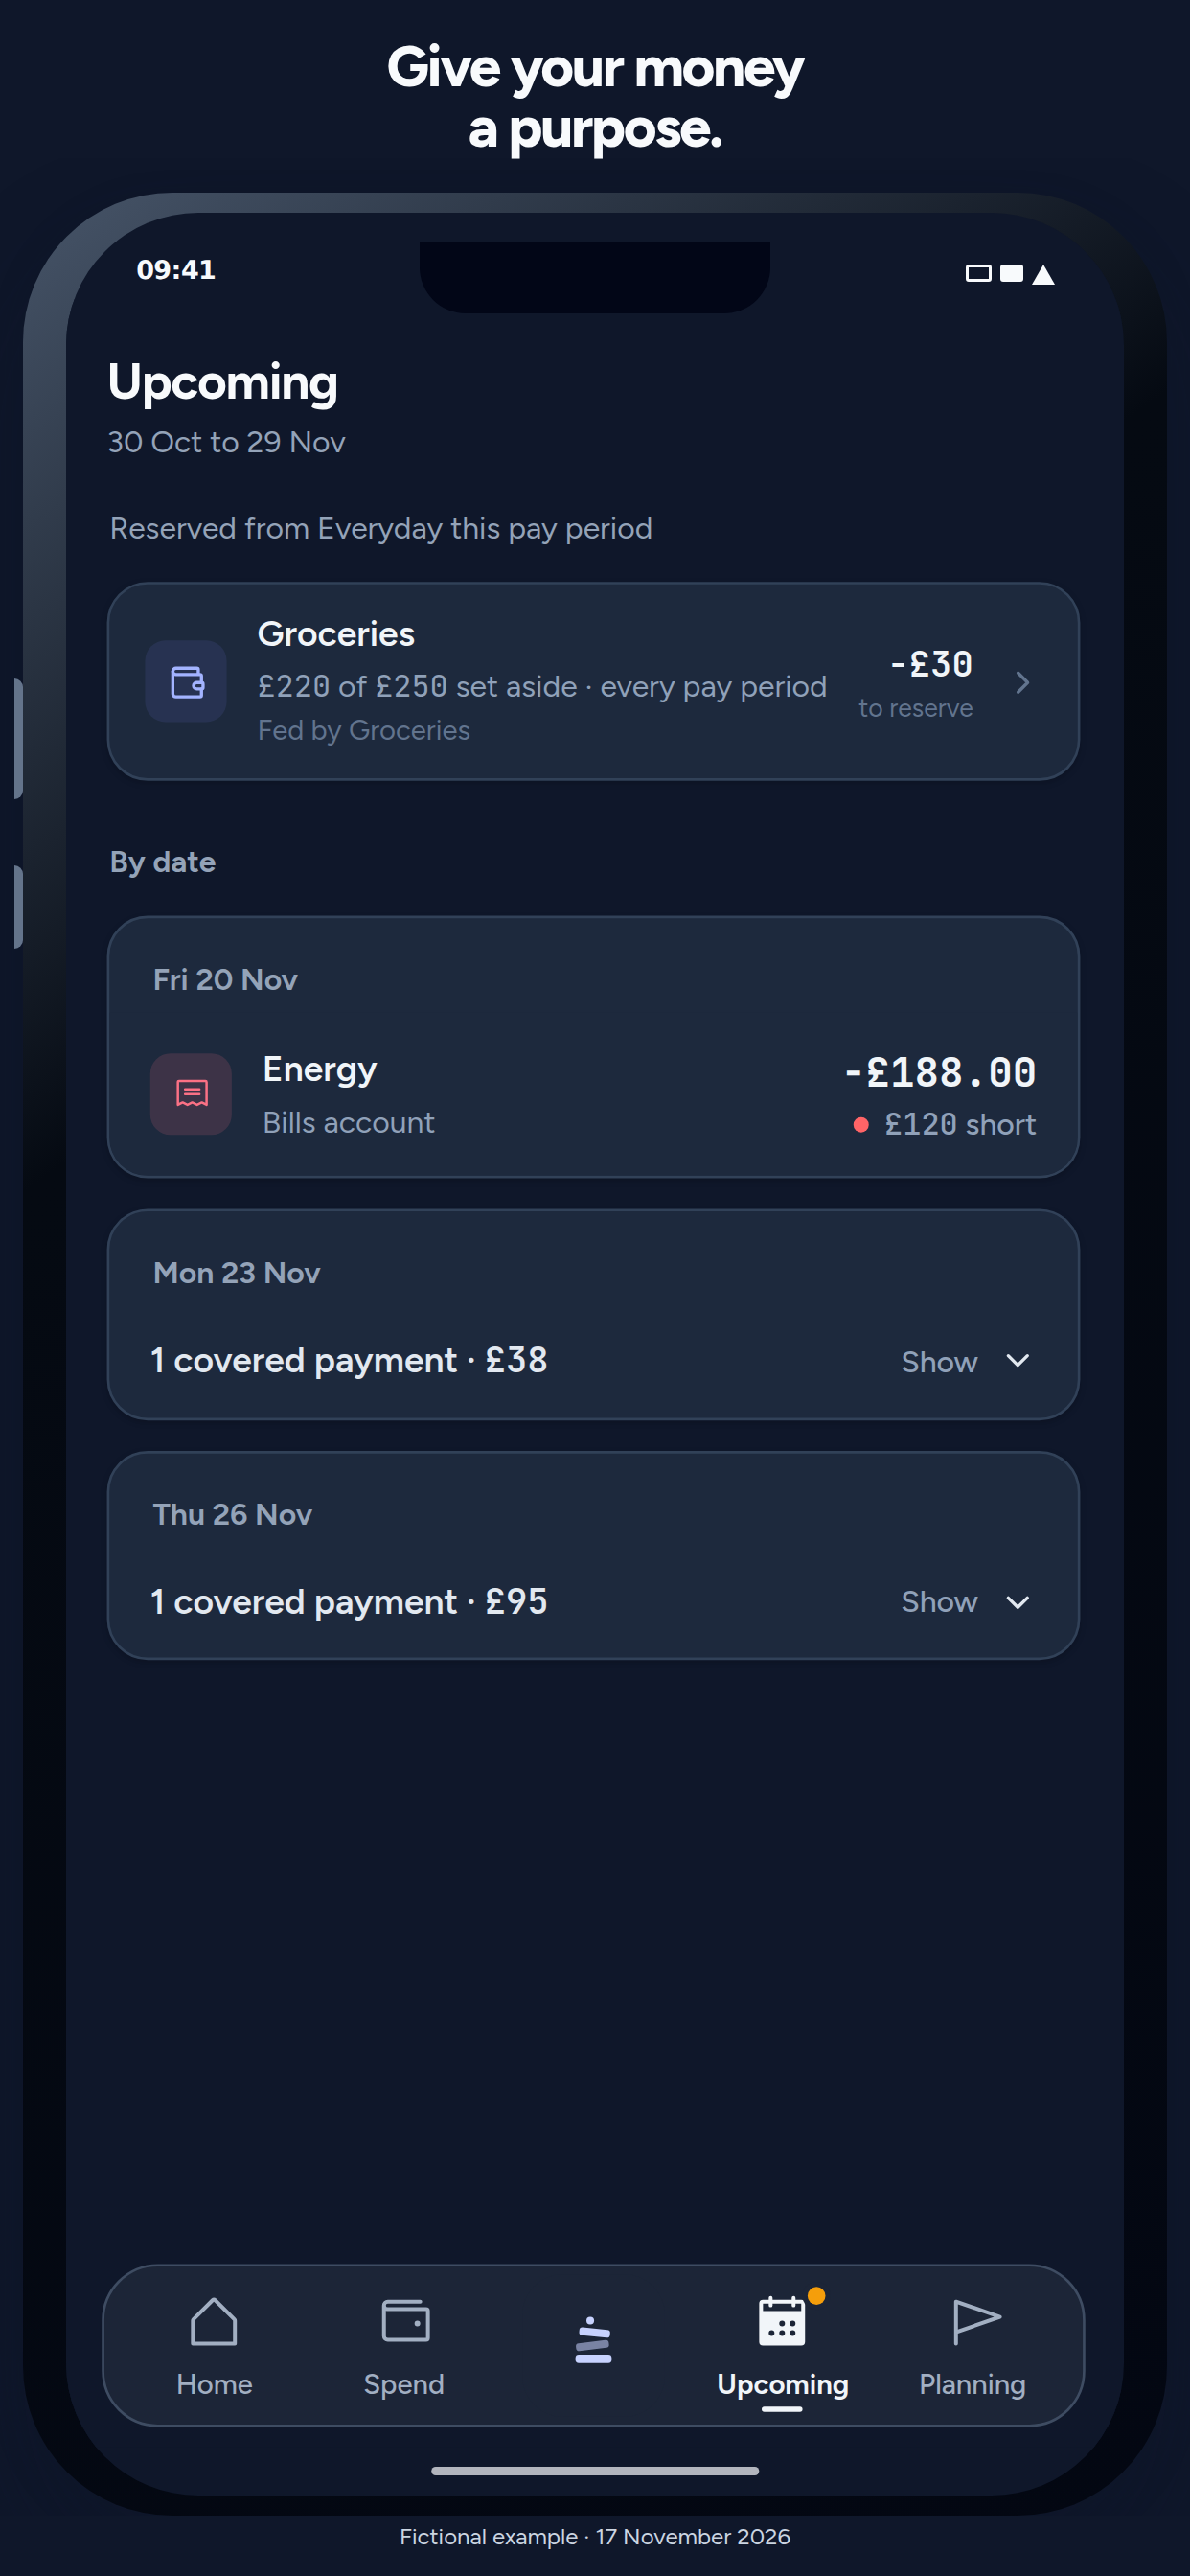 Give your money
a purpose.
09:41
Upcoming
30 Oct to 29 Nov
Reserved from Everyday this pay period
Groceries
£220 of £250 set aside · every pay period
Fed by Groceries
-£30
to reserve
By date
Fri 20 Nov
Energy
Bills account
-£188.00
£120 short
Mon 23 Nov
1 covered payment · £38
Show
Thu 26 Nov
1 covered payment · £95
Show
Home
Spend
Upcoming
Planning
Fictional example · 17 November 2026